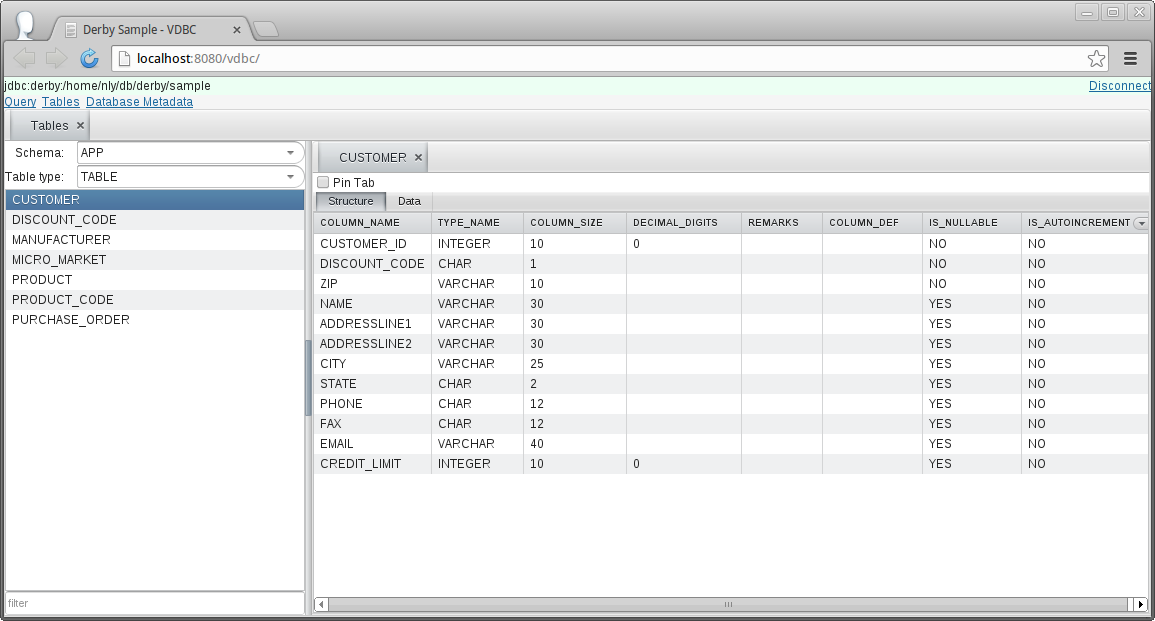 Derby Sample - VDBC
localhost:8080/vdbc/
jdbc:derby:/home/nly/db/derby/sample Disconnect
Query Tables Database Metadata
Tables
Schema: APP
Table type: TABLE
CUSTOMER
DISCOUNT_CODE
MANUFACTURER
MICRO_MARKET
PRODUCT
PRODUCT_CODE
PURCHASE_ORDER
filter
CUSTOMER
Pin Tab
Structure Data
COLUMN_NAME TYPE_NAME COLUMN_SIZE DECIMAL_DIGITS REMARKS COLUMN_DEF IS_NULLABLE IS_AUTOINCREMENT
CUSTOMER_ID INTEGER 10 0 NO NO
DISCOUNT_CODE CHAR 1 NO NO
ZIP VARCHAR 10 NO NO
NAME VARCHAR 30 YES NO
ADDRESSLINE1 VARCHAR 30 YES NO
ADDRESSLINE2 VARCHAR 30 YES NO
CITY VARCHAR 25 YES NO
STATE CHAR 2 YES NO
PHONE CHAR 12 YES NO
FAX CHAR 12 YES NO
EMAIL VARCHAR 40 YES NO
CREDIT_LIMIT INTEGER 10 0 YES NO